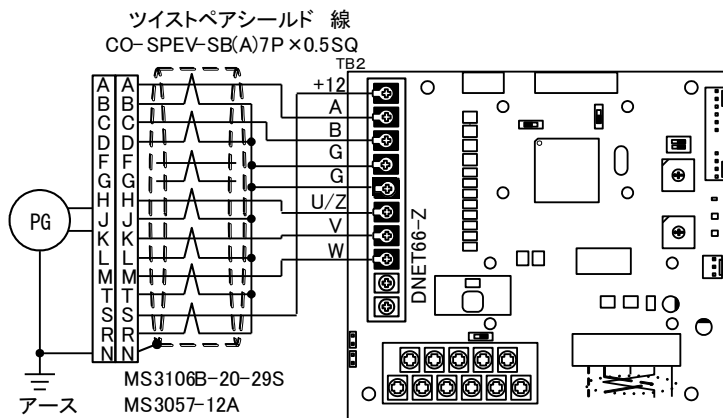 ツイストペアシールド 線
CO-SPEV-SB(A)7P×0.5SQ
TB2
+12
A
B
G
G
U/Z
V
W
A A
B B
C C
D D
F F
G G
H H
J J
K K
L L
M M
T T
S S
R R
N N
PG
アース
MS3106B-20-29S
MS3057-12A
DNET66-Z